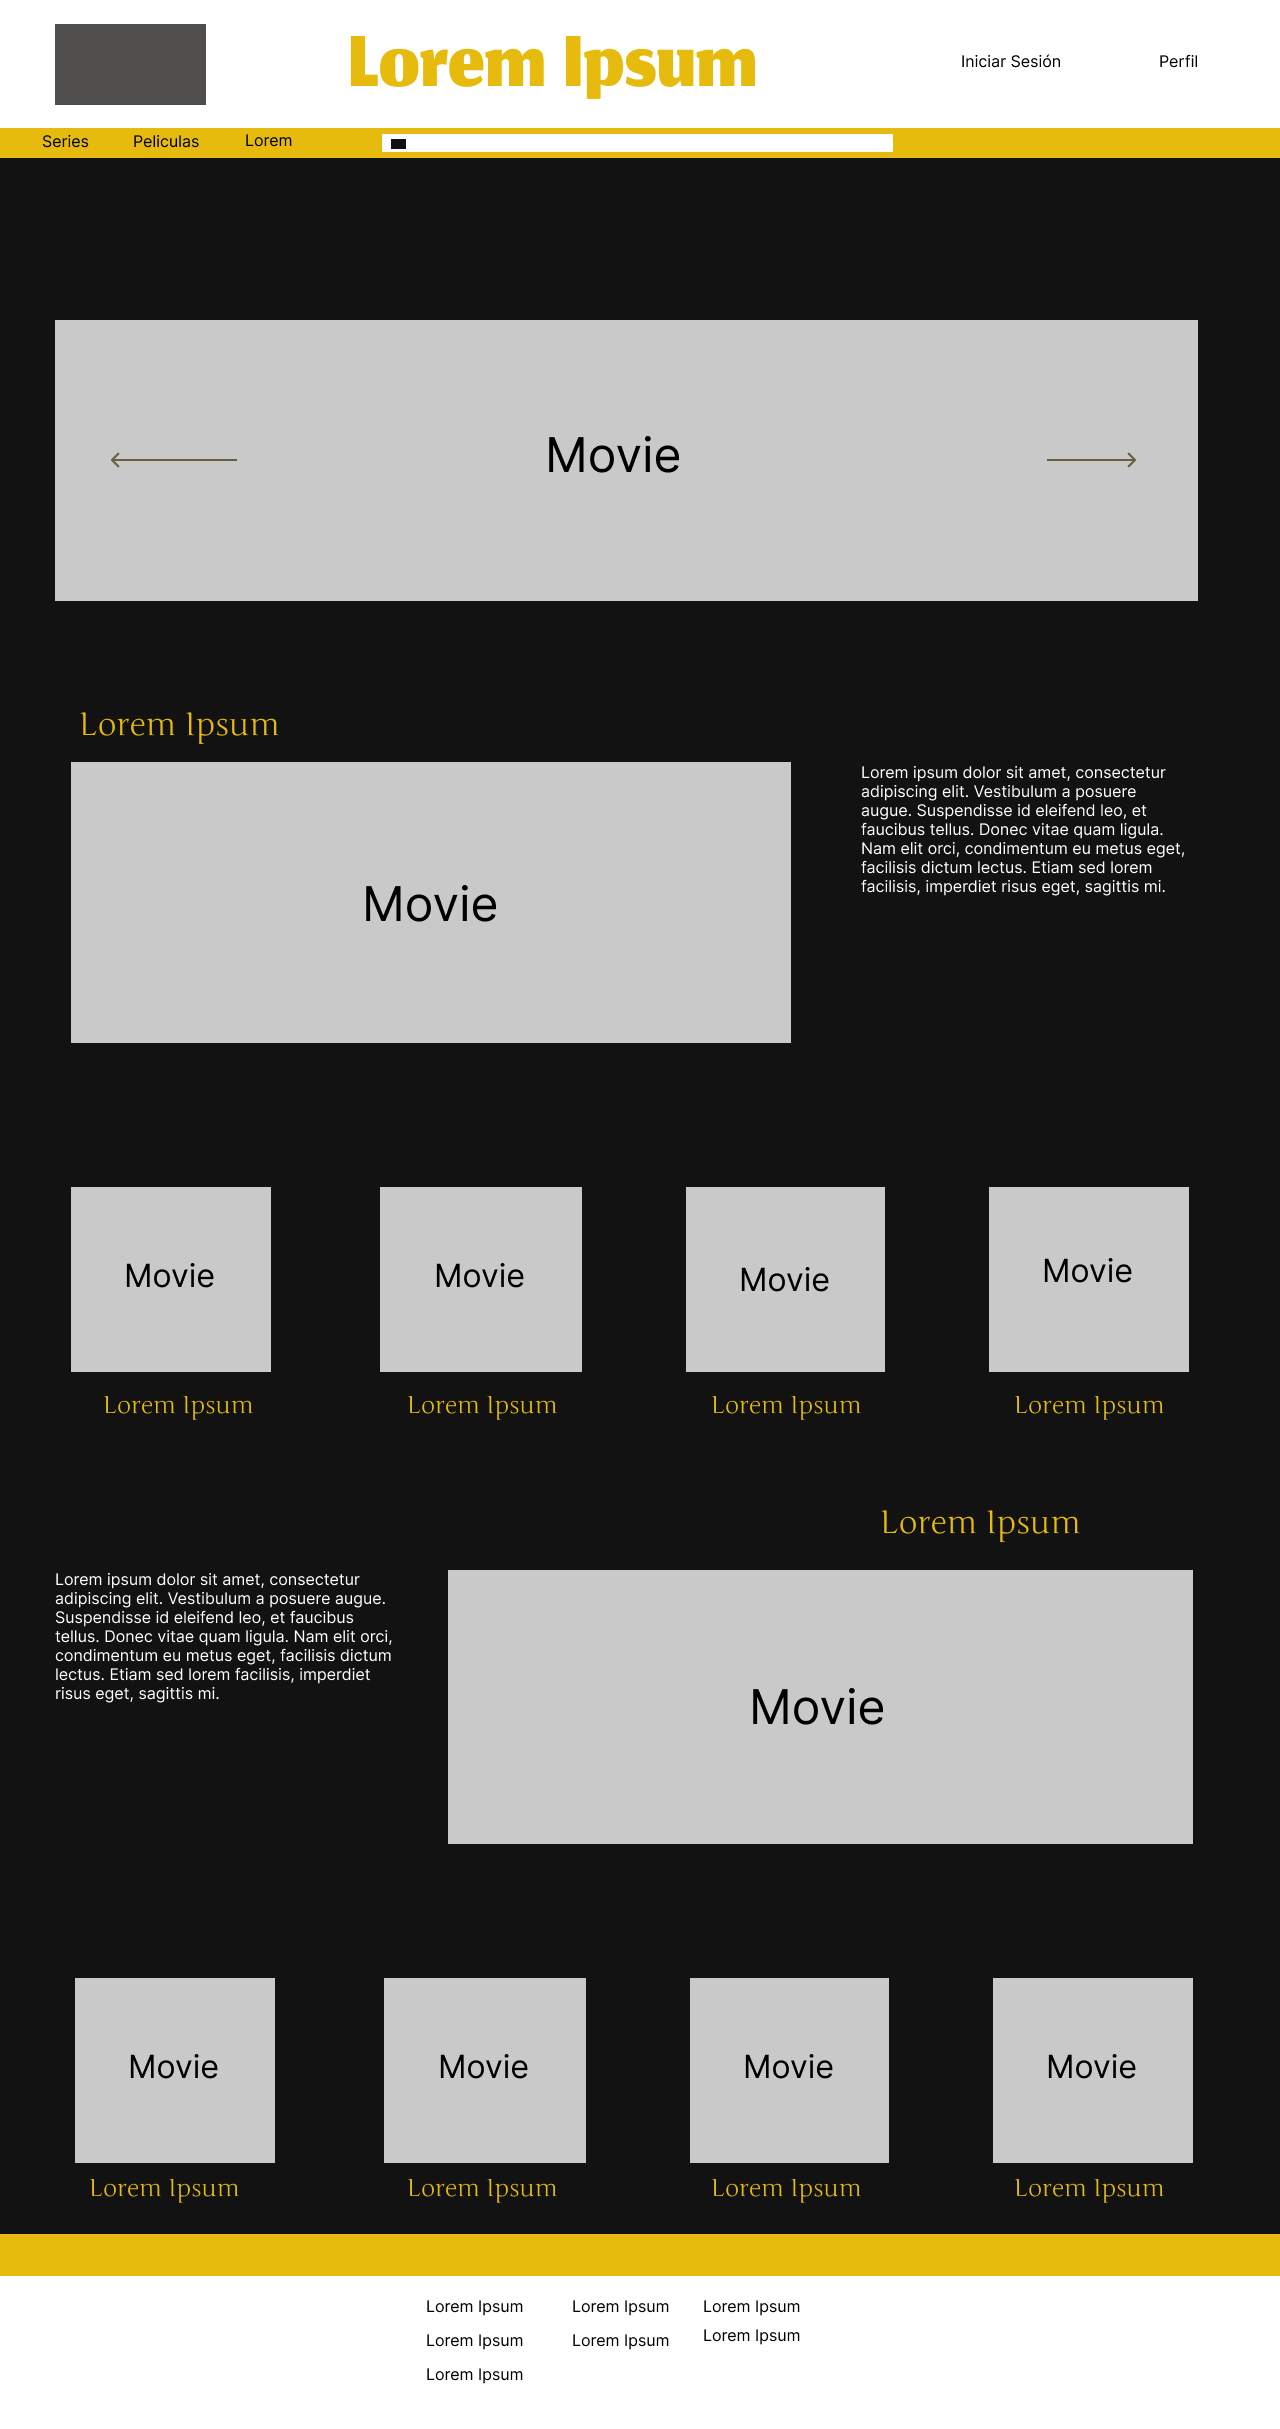 Lorem Ipsum
Iniciar Sesión
Perfil
Series
Peliculas
Lorem
Movie
Lorem Ipsum
Movie
Lorem ipsum dolor sit amet, consectetur
adipiscing elit. Vestibulum a posuere
augue. Suspendisse id eleifend leo, et
faucibus tellus. Donec vitae quam ligula.
Nam elit orci, condimentum eu metus eget,
facilisis dictum lectus. Etiam sed lorem
facilisis, imperdiet risus eget, sagittis mi.
Movie
Movie
Movie
Movie
Lorem Ipsum
Lorem Ipsum
Lorem Ipsum
Lorem Ipsum
Lorem Ipsum
Lorem ipsum dolor sit amet, consectetur
adipiscing elit. Vestibulum a posuere augue.
Suspendisse id eleifend leo, et faucibus
tellus. Donec vitae quam ligula. Nam elit orci,
condimentum eu metus eget, facilisis dictum
lectus. Etiam sed lorem facilisis, imperdiet
risus eget, sagittis mi.
Movie
Movie
Movie
Movie
Movie
Lorem Ipsum
Lorem Ipsum
Lorem Ipsum
Lorem Ipsum
Lorem Ipsum
Lorem Ipsum
Lorem Ipsum
Lorem Ipsum
Lorem Ipsum
Lorem Ipsum
Lorem Ipsum